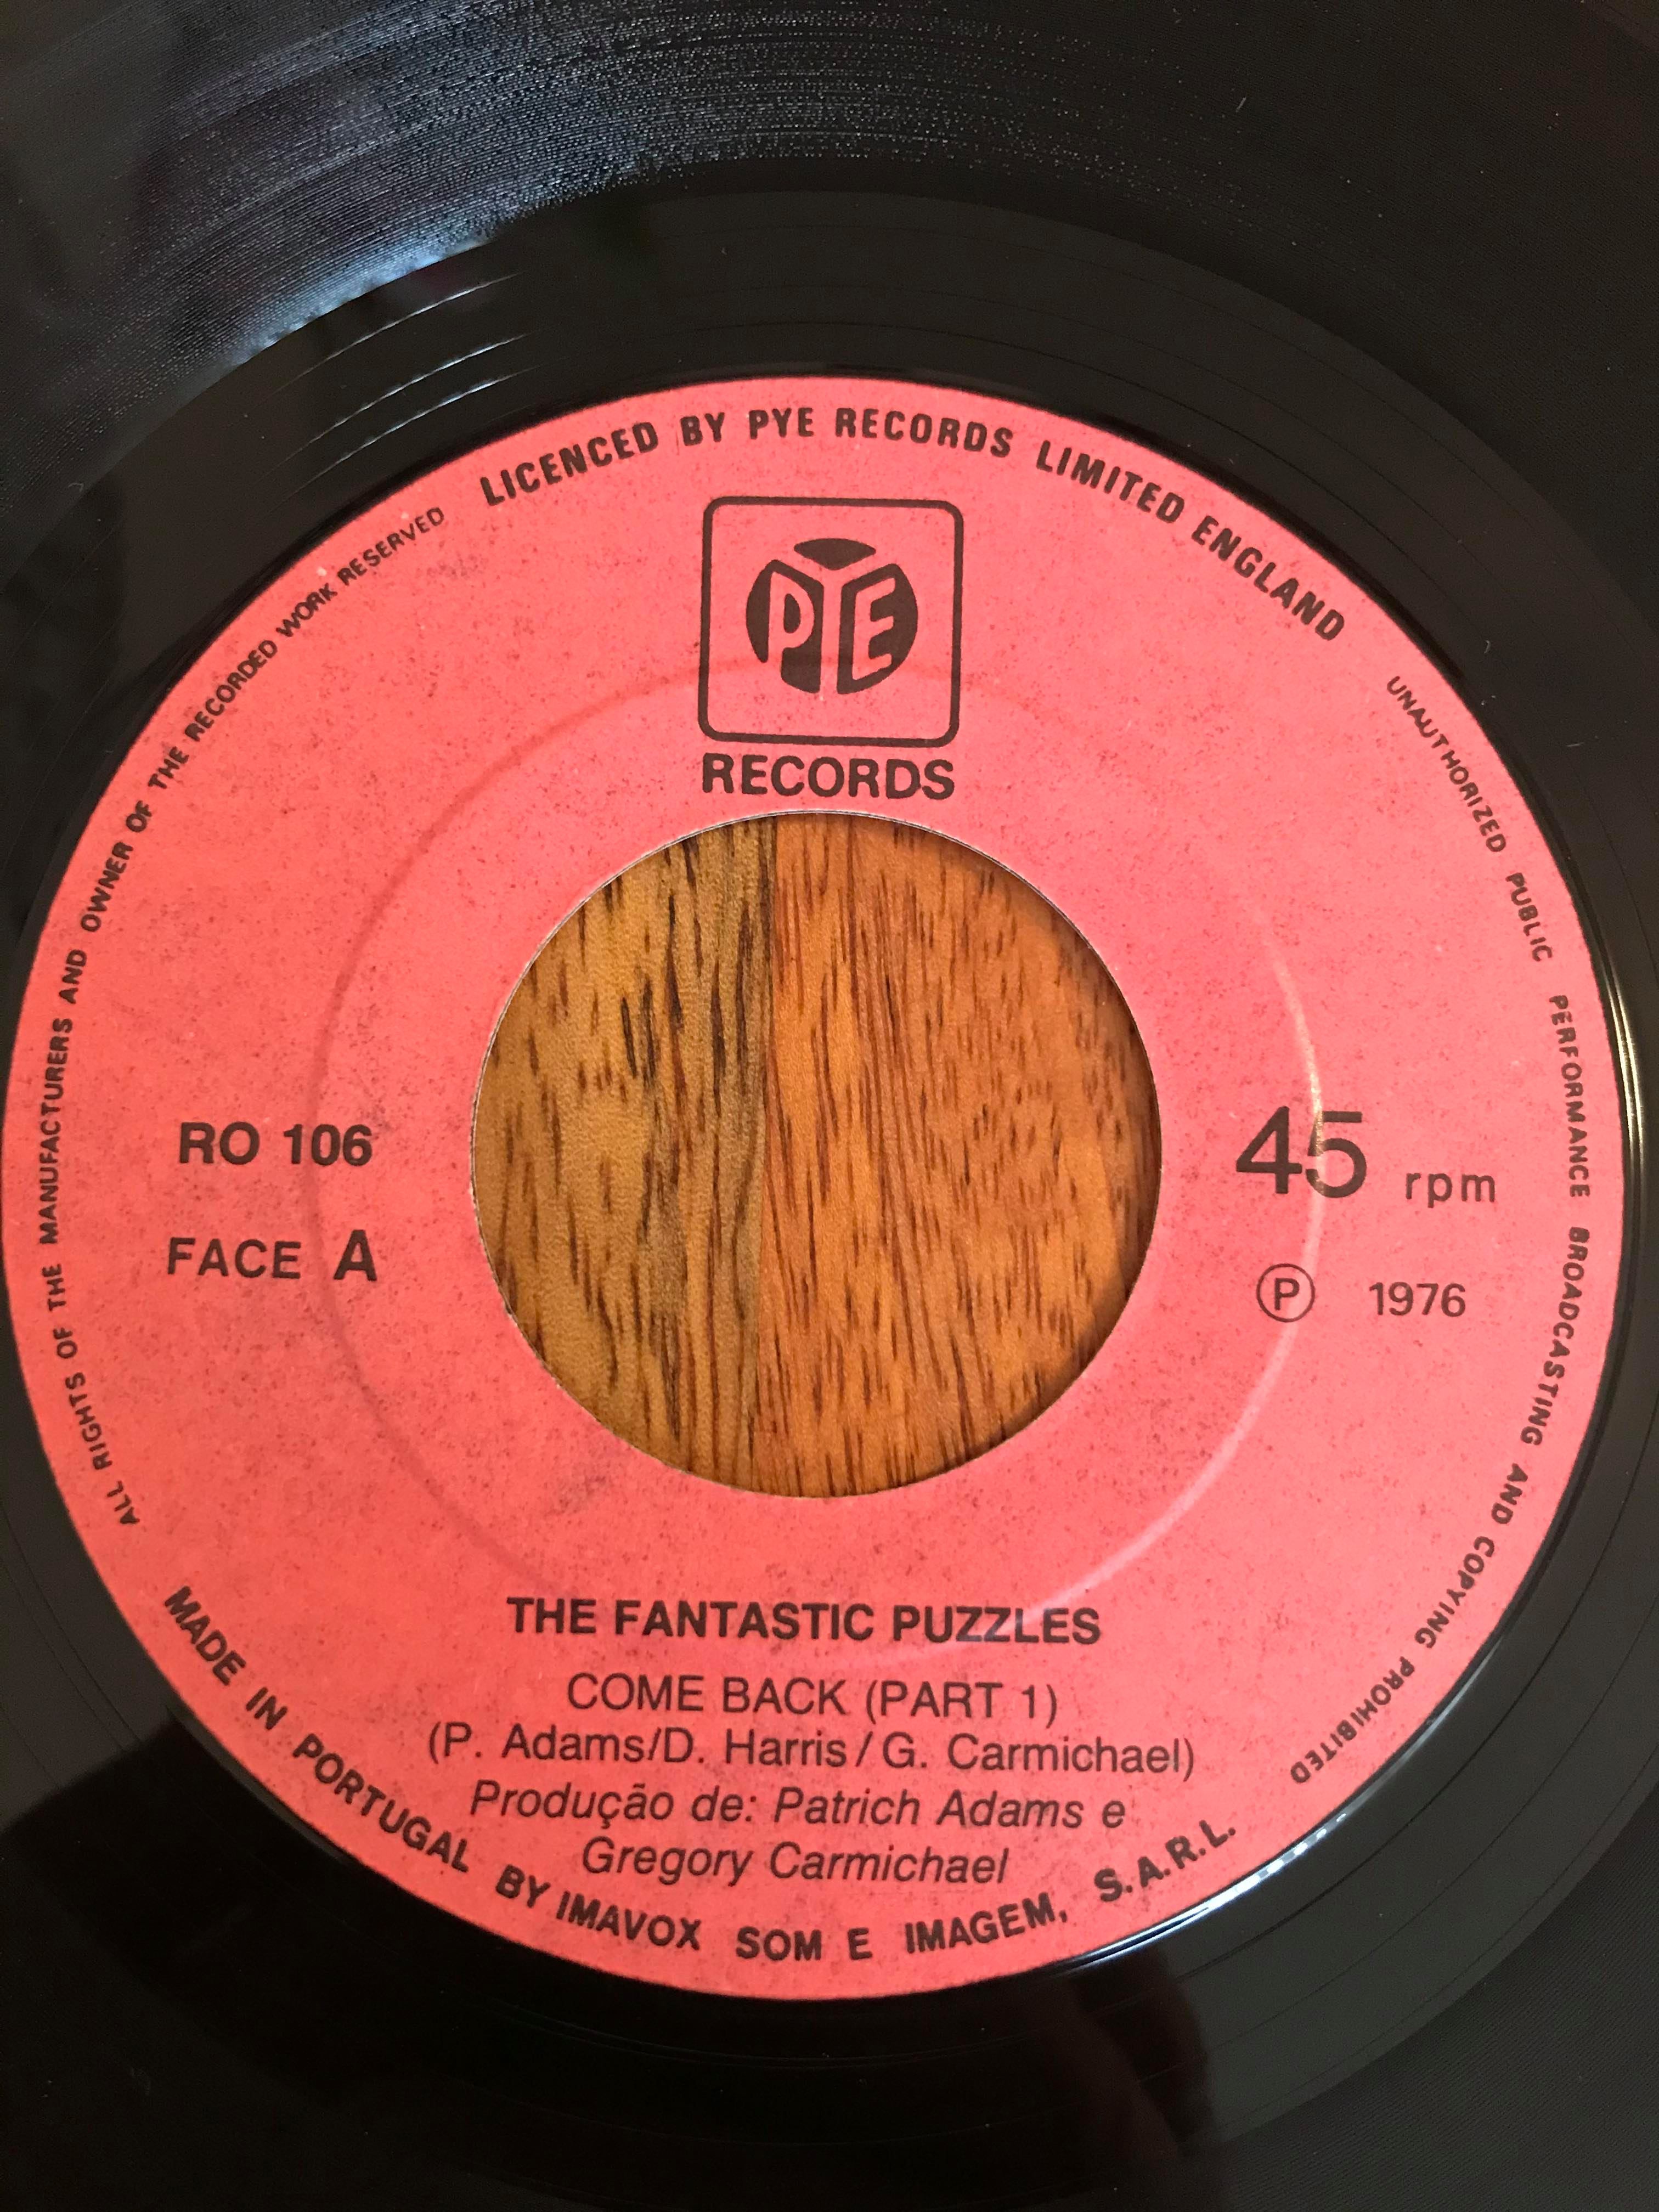 LICENCED BY PYE RECORDS LIMITED ENGLAND
UNAUTHORIZED PUBLIC PERFORMANCE BROADCASTING AND COPYING PROHIBITED
ALL RIGHTS OF THE MANUFACTURERS AND OWNER OF THE RECORDED WORK RESERVED
PYE
RECORDS
RO 106
FACE A
45 rpm
Ⓟ 1976
THE FANTASTIC PUZZLES
COME BACK (PART 1)
(P. Adams/D. Harris/G. Carmichael)
Produção de: Patrich Adams e
Gregory Carmichael
MADE IN PORTUGAL BY IMAVOX SOM E IMAGEM, S.A.R.L.